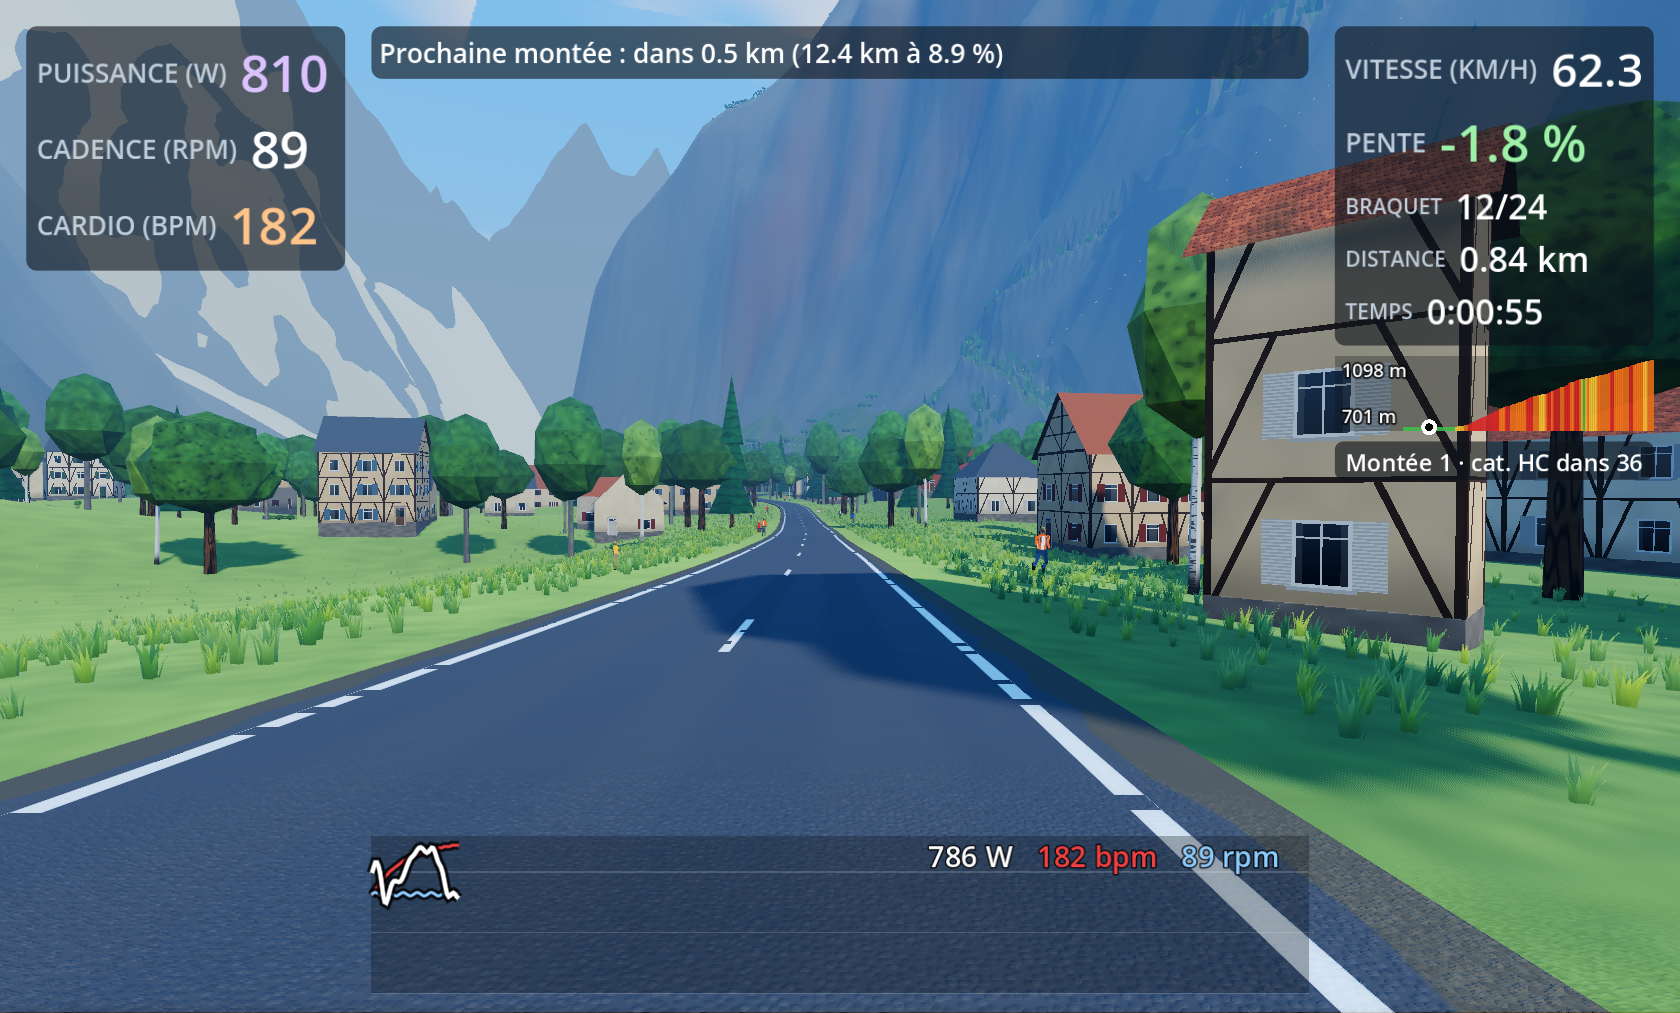 PUISSANCE (W) 810
CADENCE (RPM) 89
CARDIO (BPM) 182
Prochaine montée : dans 0.5 km (12.4 km à 8.9 %)
VITESSE (KM/H) 62.3
PENTE -1.8 %
BRAQUET 12/24
DISTANCE 0.84 km
TEMPS 0:00:55
1098 m
701 m
Montée 1 · cat. HC dans 36
786 W 182 bpm 89 rpm